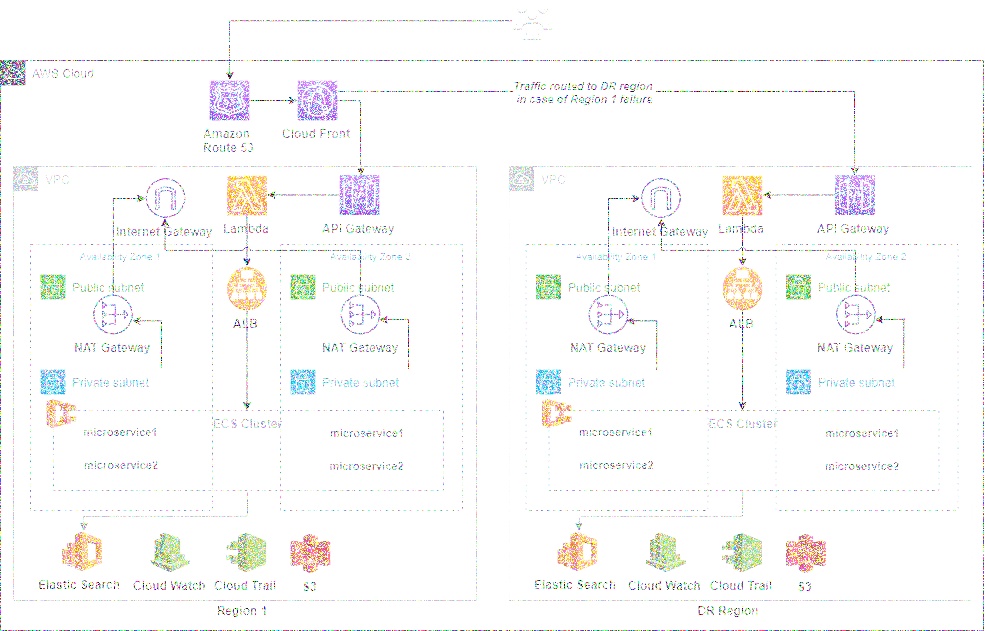 AWS Cloud
Traffic routed to DR region
in case of Region 1 failure
Amazon
Route 53
Cloud Front
VPC
Internet Gateway
Lambda
API Gateway
Availability Zone 1
Availability Zone 2
Public subnet
Public subnet
ALB
NAT Gateway
NAT Gateway
Private subnet
Private subnet
ECS Cluster
microservice1
microservice1
microservice2
microservice2
Elastic Search
Cloud Watch
Cloud Trail
S3
Region 1
VPC
Internet Gateway
Lambda
API Gateway
Availability Zone 1
Availability Zone 2
Public subnet
Public subnet
ALB
NAT Gateway
NAT Gateway
Private subnet
Private subnet
ECS Cluster
microservice1
microservice1
microservice2
microservice2
Elastic Search
Cloud Watch
Cloud Trail
S3
DR Region